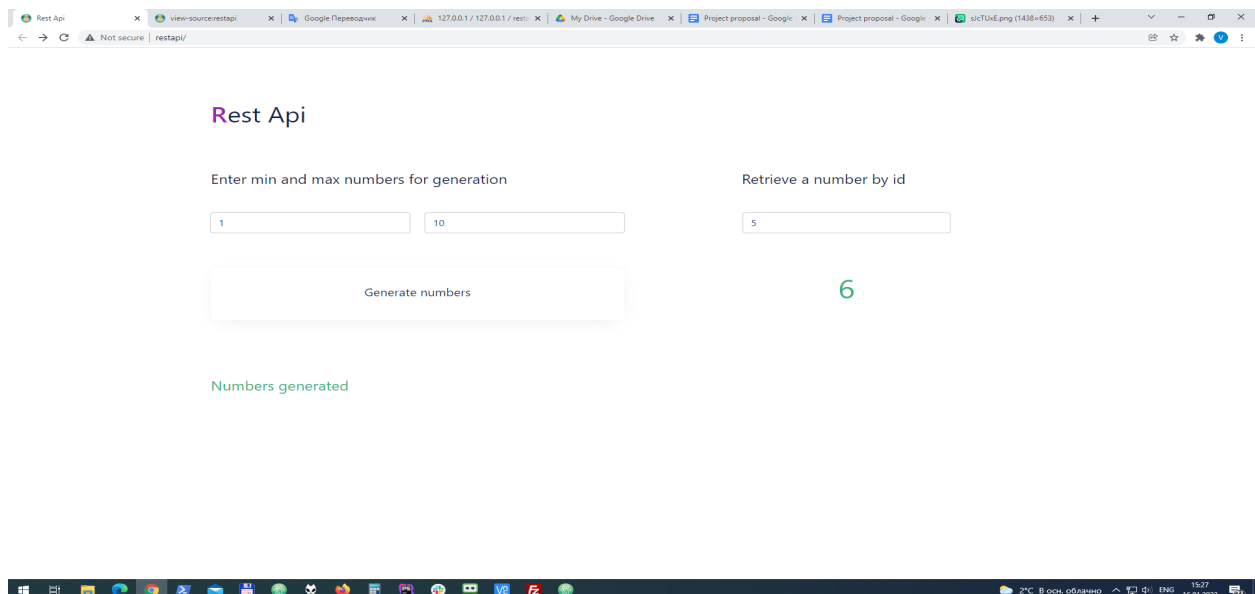 Rest Api
view-source:restapi
Google Переводчик
127.0.0.1 / 127.0.0.1 / resta
My Drive - Google Drive
Project proposal - Google
Project proposal - Google
sJcTUxE.png (1438×653)
Not secure | restapi/
V
Rest Api
Enter min and max numbers for generation
Retrieve a number by id
1
10
5
Generate numbers
6
Numbers generated
2°C В осн. облачно
ENG
15:27